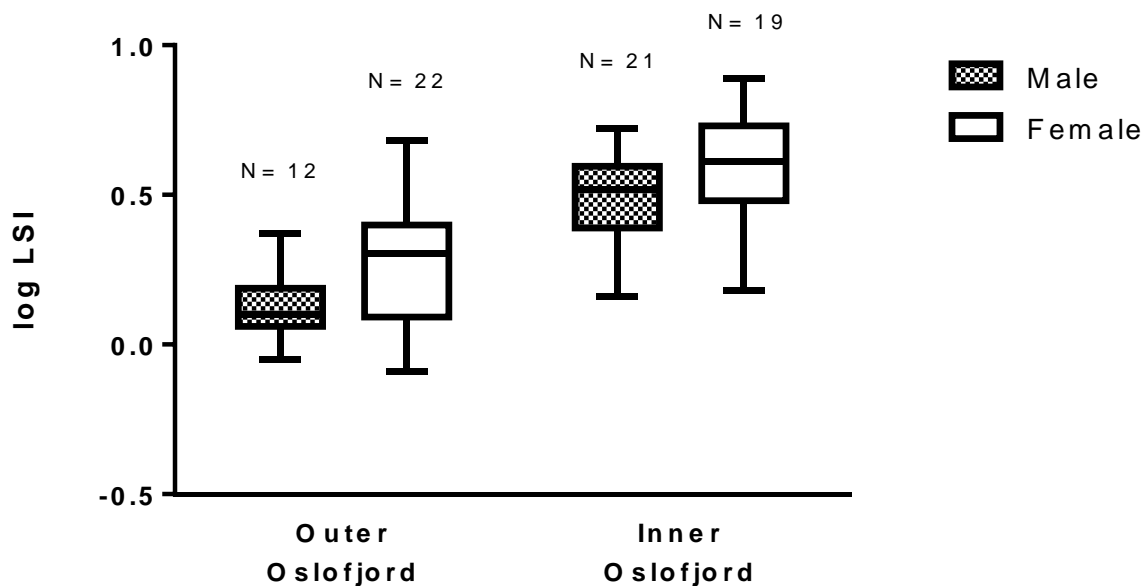 N = 19
N = 21
N = 22
N = 12
1.0
0.5
0.0
-0.5
log LSI
Male
Female
Outer
Oslofjord
Inner
Oslofjord